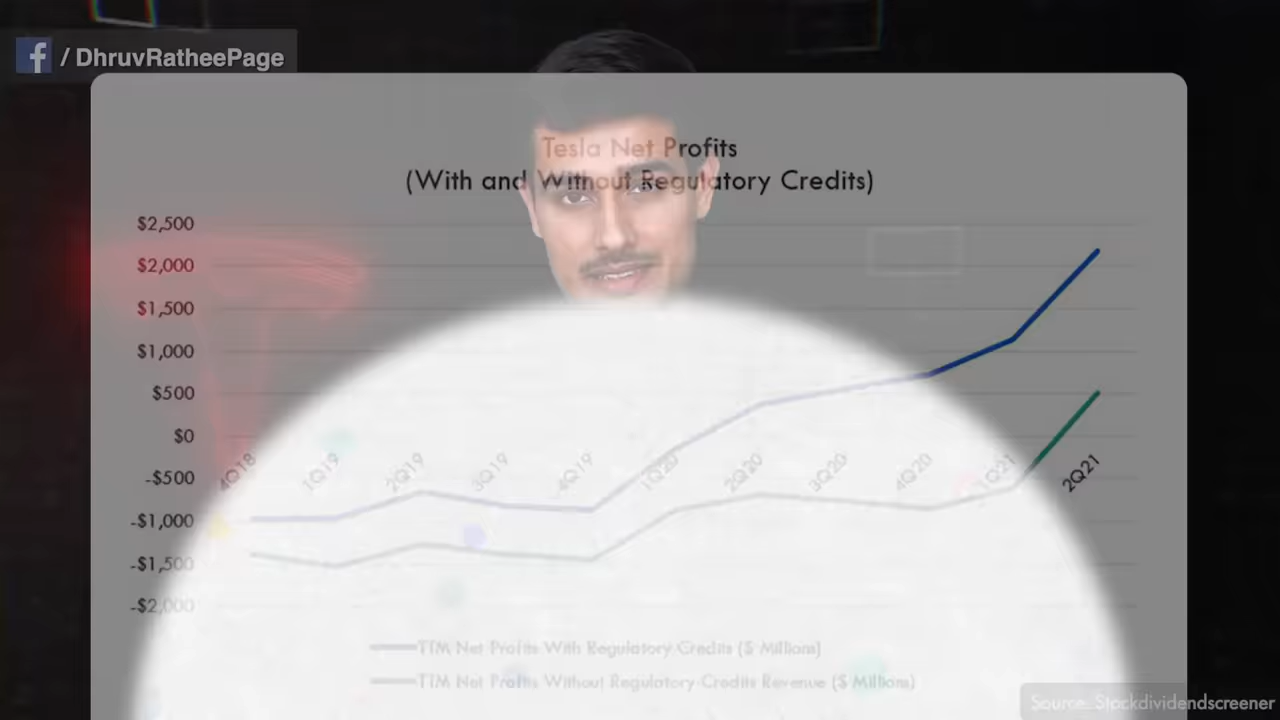 / DhruvRatheePage
Tesla Net Profits
(With and Without Regulatory Credits)
$2,500
$2,000
$1,500
$1,000
$500
$0
-$500
-$1,000
-$1,500
-$2,000
4Q18
1Q19
2Q19
3Q19
4Q19
1Q20
2Q20
3Q20
4Q20
1Q21
2Q21
TTM Net Profits With Regulatory Credits ($ Millions)
TTM Net Profits Without Regulatory Credits Revenue ($ Millions)
Source: Stockdividendscreener